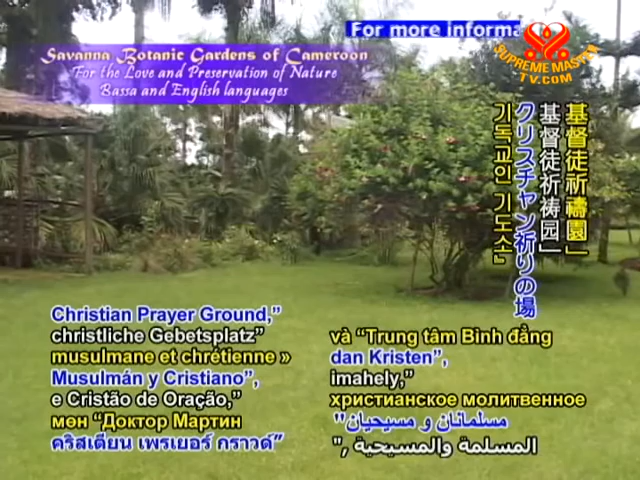 For more informa
SUPREME MASTER
TV.COM
Savanna Botanic Gardens of Cameroon
For the Love and Preservation of Nature
Bassa and English languages
基督徒祈禱園」
基督徒祈祷园」
クリスチャン祈りの場
기독교인 기도소』
Christian Prayer Ground,”
christliche Gebetsplatz”
musulmane et chrétienne »
Musulmán y Cristiano”,
e Cristão de Oração,”
мөн “Доктор Мартин
คริสเตียน เพรเยอร์ กราวด์”
và “Trung tâm Bình đẳng
dan Kristen”,
imahely,”
христианское молитвенное
مسلمانان و مسیحیان"
المسلمة والمسيحية ,"